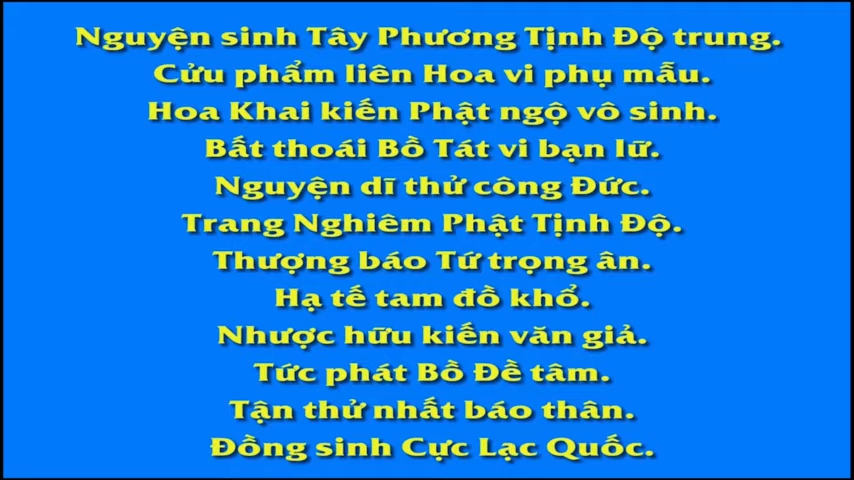 Nguyện sinh Tây Phương Tịnh Độ trung.
Cửu phẩm liên Hoa vi phụ mẫu.
Hoa Khai kiến Phật ngộ vô sinh.
Bất thoái Bồ Tát vi bạn lữ.
Nguyện dĩ thử công Đức.
Trang Nghiêm Phật Tịnh Độ.
Thượng báo Tứ trọng ân.
Hạ tế tam đồ khổ.
Nhược hữu kiến văn giả.
Tức phát Bồ Đề tâm.
Tận thử nhất báo thân.
Đồng sinh Cực Lạc Quốc.